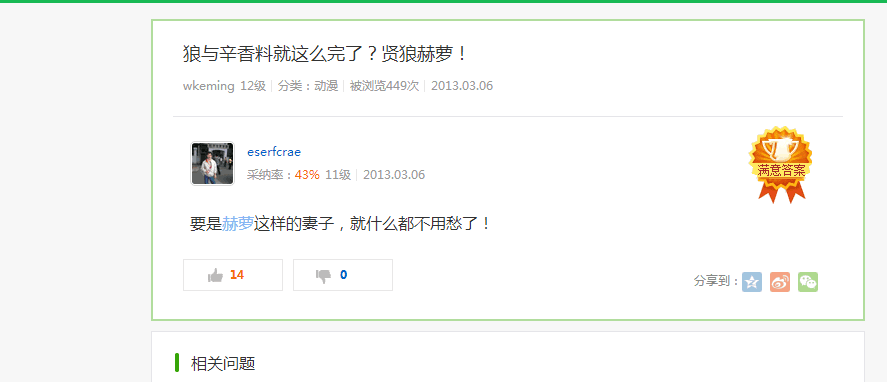 狼与辛香料就这么完了？贤狼赫萝！
wkeming 12级 分类：动漫 被浏览449次 2013.03.06
eserfcrae
采纳率：43% 11级 2013.03.06
满意答案
要是赫萝这样的妻子，就什么都不用愁了！
14 0
分享到：
相关问题